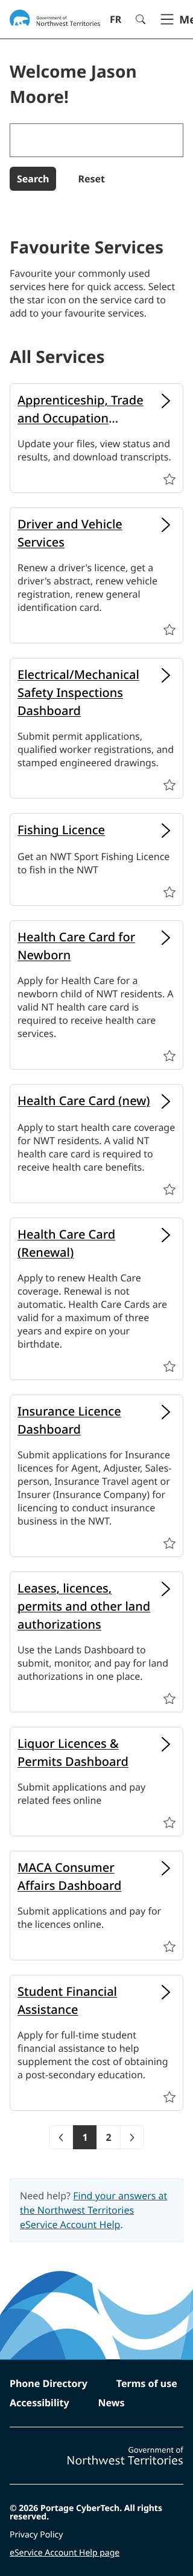 Government of
Northwest Territories
FR
Me
Welcome Jason
Moore!
Search
Reset
Favourite Services
Favourite your commonly used
services here for quick access. Select
the star icon on the service card to
add to your favourite services.
All Services
Apprenticeship, Trade
and Occupation...
Update your files, view status and
results, and download transcripts.
Driver and Vehicle
Services
Renew a driver's licence, get a
driver's abstract, renew vehicle
registration, renew general
identification card.
Electrical/Mechanical
Safety Inspections
Dashboard
Submit permit applications,
qualified worker registrations, and
stamped engineered drawings.
Fishing Licence
Get an NWT Sport Fishing Licence
to fish in the NWT
Health Care Card for
Newborn
Apply for Health Care for a
newborn child of NWT residents. A
valid NT health care card is
required to receive health care
services.
Health Care Card (new)
Apply to start health care coverage
for NWT residents. A valid NT
health care card is required to
receive health care benefits.
Health Care Card
(Renewal)
Apply to renew Health Care
coverage. Renewal is not
automatic. Health Care Cards are
valid for a maximum of three
years and expire on your
birthdate.
Insurance Licence
Dashboard
Submit applications for Insurance
licences for Agent, Adjuster, Sales-
person, Insurance Travel agent or
Insurer (Insurance Company) for
licencing to conduct insurance
business in the NWT.
Leases, licences,
permits and other land
authorizations
Use the Lands Dashboard to
submit, monitor, and pay for land
authorizations in one place.
Liquor Licences &
Permits Dashboard
Submit applications and pay
related fees online
MACA Consumer
Affairs Dashboard
Submit applications and pay for
the licences online.
Student Financial
Assistance
Apply for full-time student
financial assistance to help
supplement the cost of obtaining
a post-secondary education.
1
2
Need help? Find your answers at
the Northwest Territories
eService Account Help.
Phone Directory
Terms of use
Accessibility
News
Government of
Northwest Territories
© 2026 Portage CyberTech. All rights
reserved.
Privacy Policy
eService Account Help page